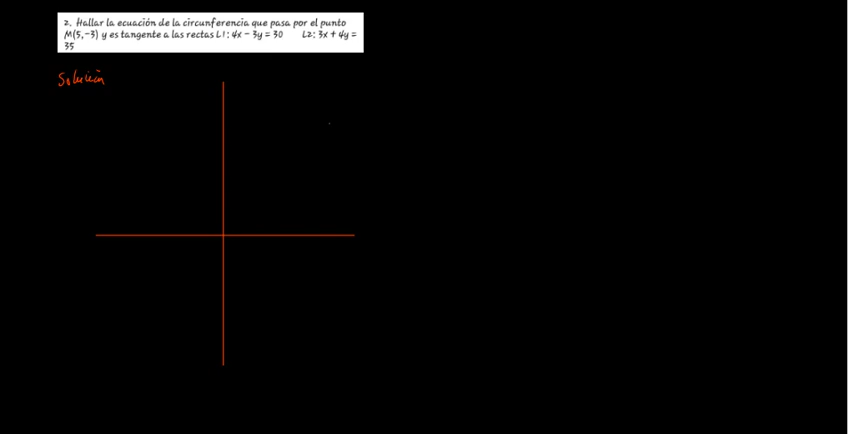 2. Hallar la ecuación de la circunferencia que pasa por el punto
M(5,-3) y es tangente a las rectas L1: 4x - 3y = 30 L2: 3x + 4y =
35
Solución